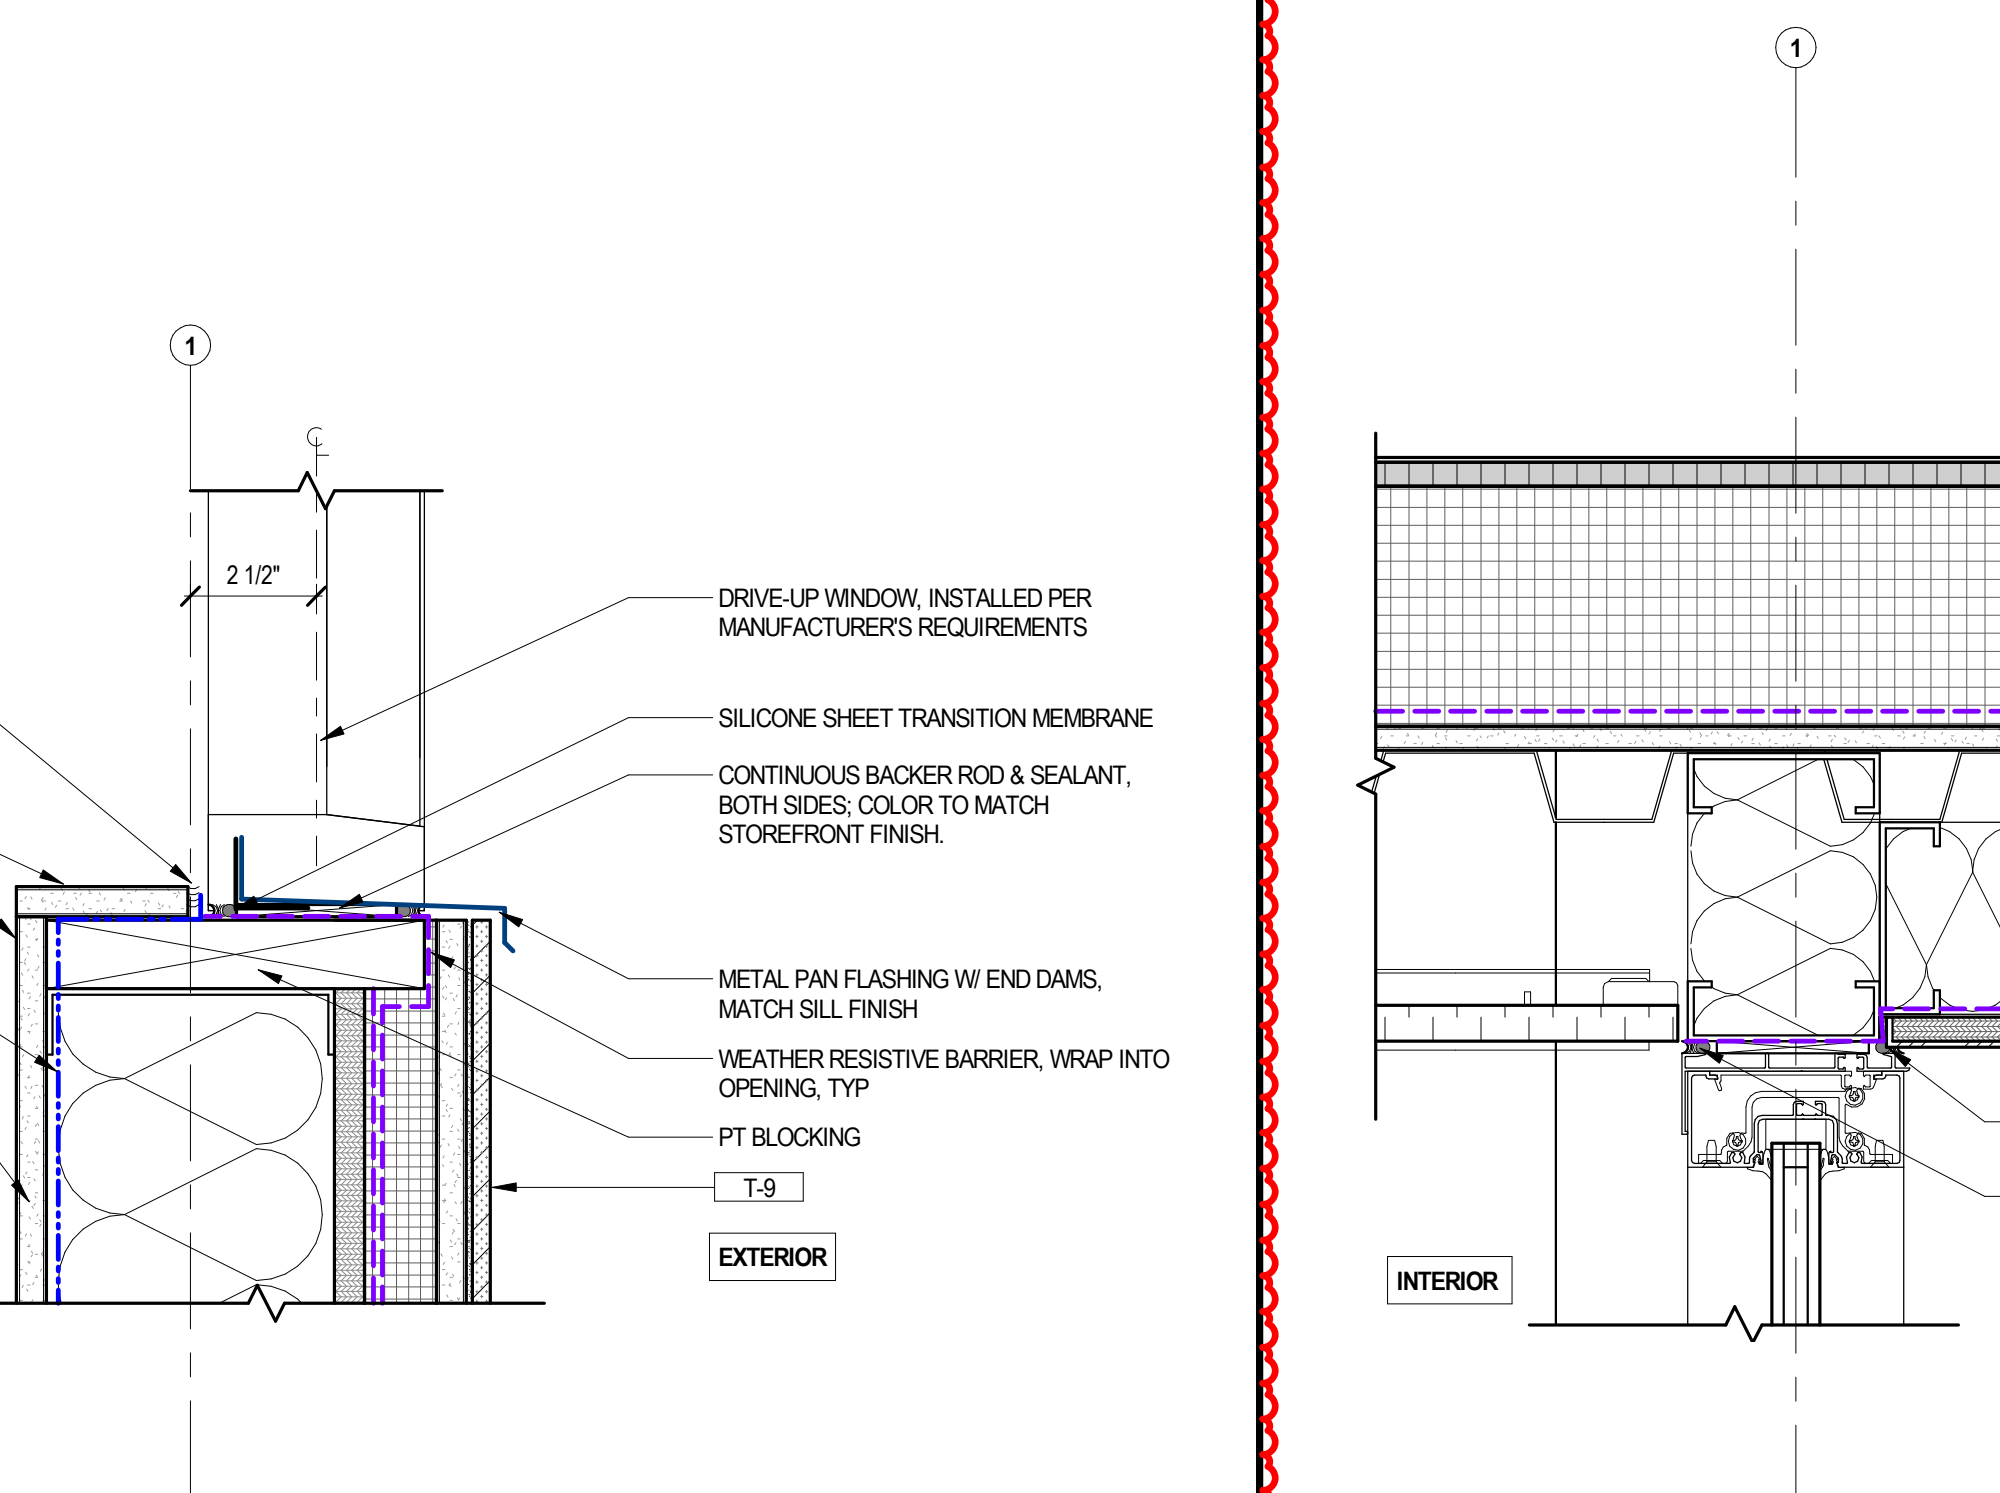 1
1
℄
2 1/2"
DRIVE-UP WINDOW, INSTALLED PER
MANUFACTURER'S REQUIREMENTS
SILICONE SHEET TRANSITION MEMBRANE
CONTINUOUS BACKER ROD & SEALANT,
BOTH SIDES; COLOR TO MATCH
STOREFRONT FINISH.
METAL PAN FLASHING W/ END DAMS,
MATCH SILL FINISH
WEATHER RESISTIVE BARRIER, WRAP INTO
OPENING, TYP
PT BLOCKING
T-9
EXTERIOR
INTERIOR